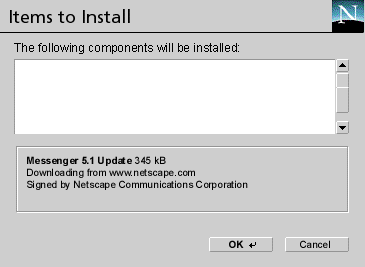 Items to Install
N
The following components will be installed:
Messenger 5.1 Update 345 kB
Downloading from www.netscape.com
Signed by Netscape Communications Corporation
OK ↵
Cancel